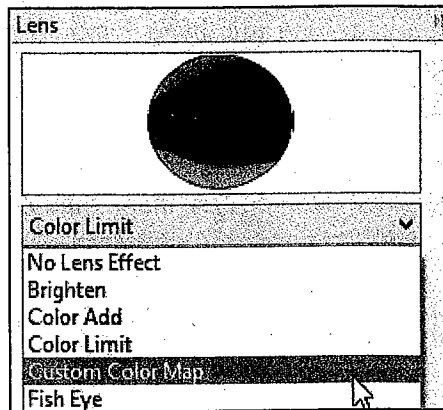 Lens
Color Limit
No Lens Effect
Brighten
Color Add
Color Limit
Custom Color Map
Fish Eye